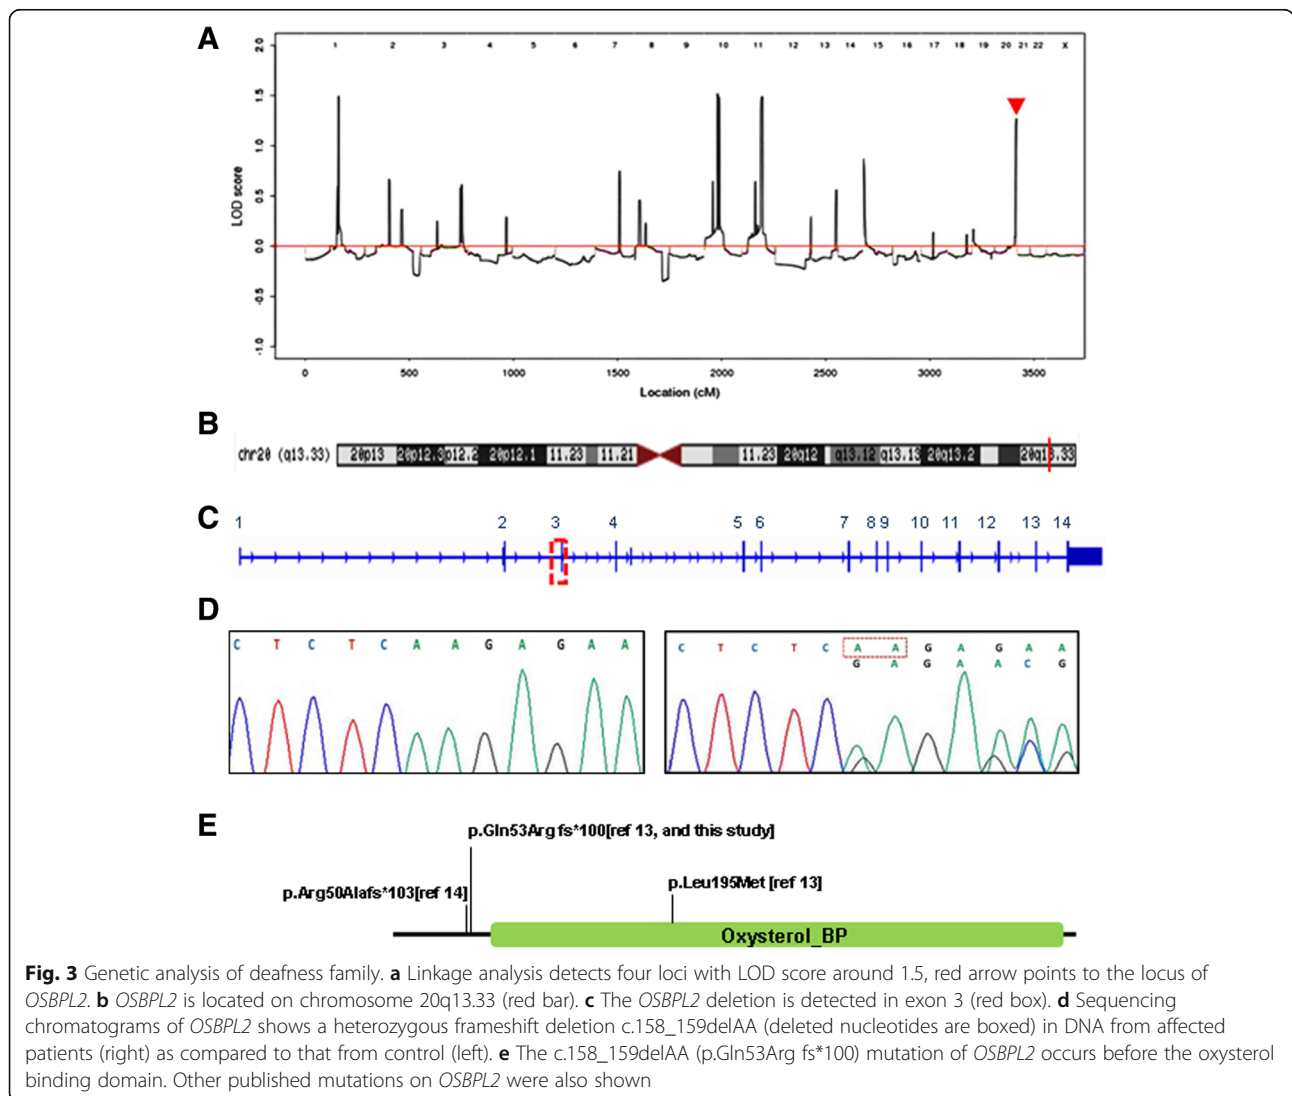 A
1 2 3 4 5 6 7 8 9 10 11 12 13 14 15 16 17 18 19 20 21 22 X
2.0
1.5
1.0
0.5
0.0
-0.5
-1.0
LOD score
0 500 1000 1500 2000 2500 3000 3500
Location (cM)
B
chr20 (q13.33) 20p13 20p12.3 p12.2 20p12.1 11.23 11.21 11.23 20q12 q13.12 q13.13 20q13.2 20q13.33
C
1 2 3 4 5 6 7 8 9 10 11 12 13 14
D
C T C T C A A G A G A A
C T C T C A A G A G A A
G A G A A C G
E
p.Gln53Arg fs*100[ref 13, and this study]
p.Arg50Alafs*103[ref 14]
p.Leu195Met [ref 13]
Oxysterol_BP
Fig. 3 Genetic analysis of deafness family. a Linkage analysis detects four loci with LOD score around 1.5, red arrow points to the locus of
OSBPL2. b OSBPL2 is located on chromosome 20q13.33 (red bar). c The OSBPL2 deletion is detected in exon 3 (red box). d Sequencing
chromatograms of OSBPL2 shows a heterozygous frameshift deletion c.158_159delAA (deleted nucleotides are boxed) in DNA from affected
patients (right) as compared to that from control (left). e The c.158_159delAA (p.Gln53Arg fs*100) mutation of OSBPL2 occurs before the oxysterol
binding domain. Other published mutations on OSBPL2 were also shown